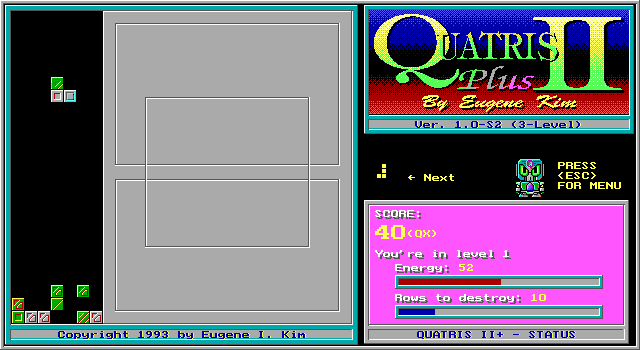 QUATRIS II
Plus
By Eugene Kim
Ver. 1.0-S2 (3-Level)
← Next
PRESS
<ESC>
FOR MENU
SCORE:
40(QX)
You're in level 1
Energy: 52
Rows to destroy: 10
Copyright 1993 by Eugene I. Kim
QUATRIS II+ - STATUS